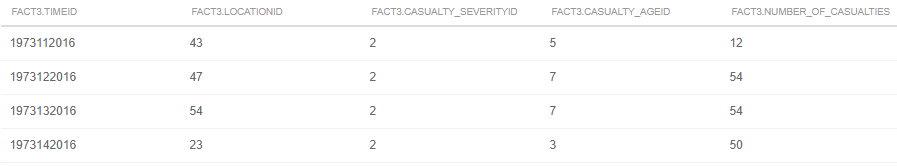 FACT3.TIMEID FACT3.LOCATIONID FACT3.CASUALTY_SEVERITYID FACT3.CASUALTY_AGEID FACT3.NUMBER_OF_CASUALTIES
1973112016 43 2 5 12
1973122016 47 2 7 54
1973132016 54 2 7 54
1973142016 23 2 3 50